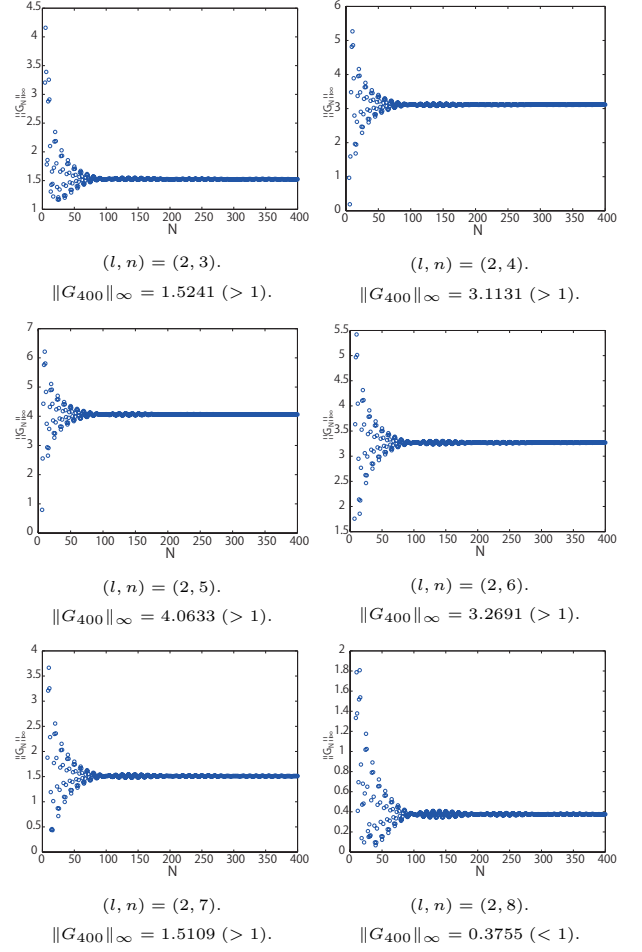 4.5
4
3.5
3
2.5
2
1.5
1
0 50 100 150 200 250 300 350 400
N
||G_N||∞
(l, n) = (2, 3).
‖G₄₀₀‖∞ = 1.5241 (> 1).
6
5
4
3
2
1
0
0 50 100 150 200 250 300 350 400
N
||G_N||∞
(l, n) = (2, 4).
‖G₄₀₀‖∞ = 3.1131 (> 1).
7
6
5
4
3
2
1
0
0 50 100 150 200 250 300 350 400
N
||G_N||∞
(l, n) = (2, 5).
‖G₄₀₀‖∞ = 4.0633 (> 1).
5.5
5
4.5
4
3.5
3
2.5
2
1.5
0 50 100 150 200 250 300 350 400
N
||G_N||∞
(l, n) = (2, 6).
‖G₄₀₀‖∞ = 3.2691 (> 1).
4
3.5
3
2.5
2
1.5
1
0.5
0
0 50 100 150 200 250 300 350 400
N
||G_N||∞
(l, n) = (2, 7).
‖G₄₀₀‖∞ = 1.5109 (> 1).
2
1.8
1.6
1.4
1.2
1
0.8
0.6
0.4
0.2
0
0 50 100 150 200 250 300 350 400
N
||G_N||∞
(l, n) = (2, 8).
‖G₄₀₀‖∞ = 0.3755 (< 1).